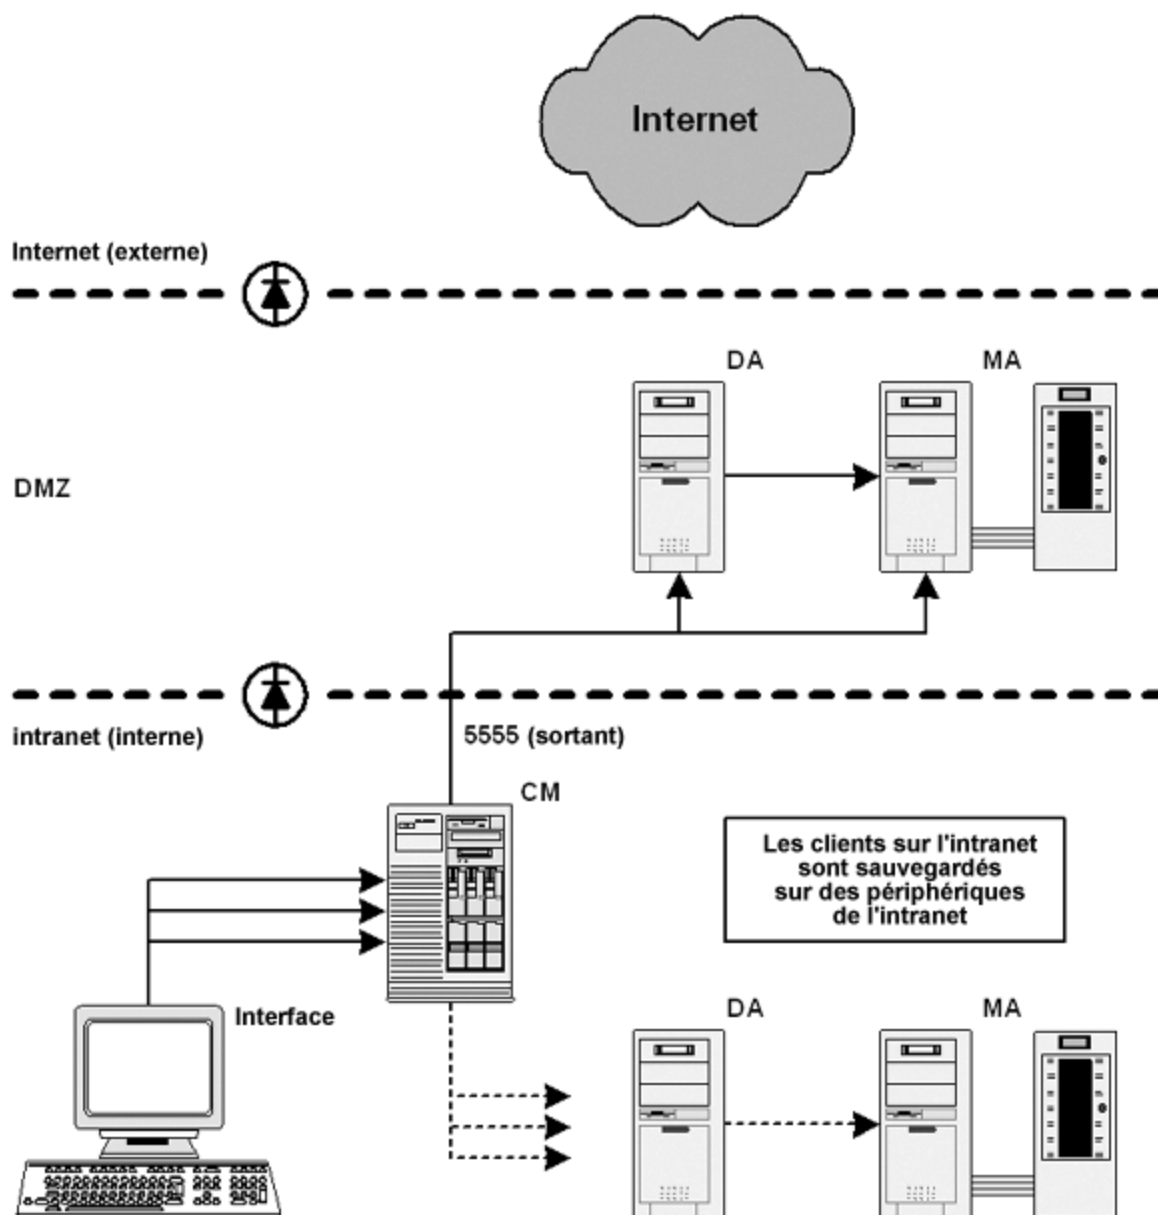 Internet
Internet (externe)
DA
MA
DMZ
intranet (interne)
5555 (sortant)
CM
Les clients sur l'intranet
sont sauvegardés
sur des périphériques
de l'intranet
Interface
DA
MA